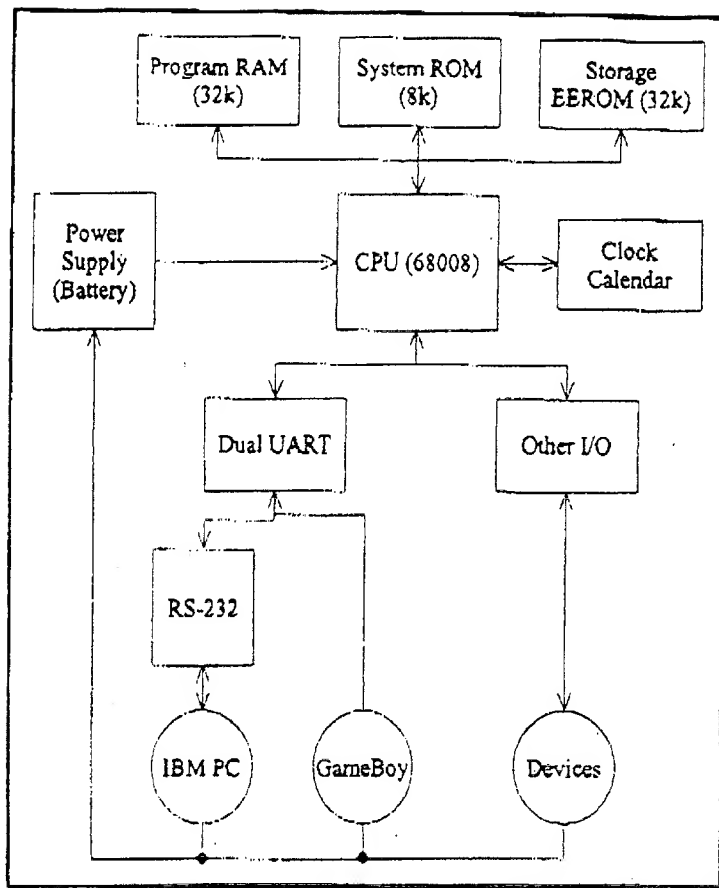 Program RAM
(32k)
System ROM
(8k)
Storage
EEROM (32k)
Power
Supply
(Battery)
CPU (68008)
Clock
Calendar
Dual UART
Other I/O
RS-232
IBM PC
GameBoy
Devices